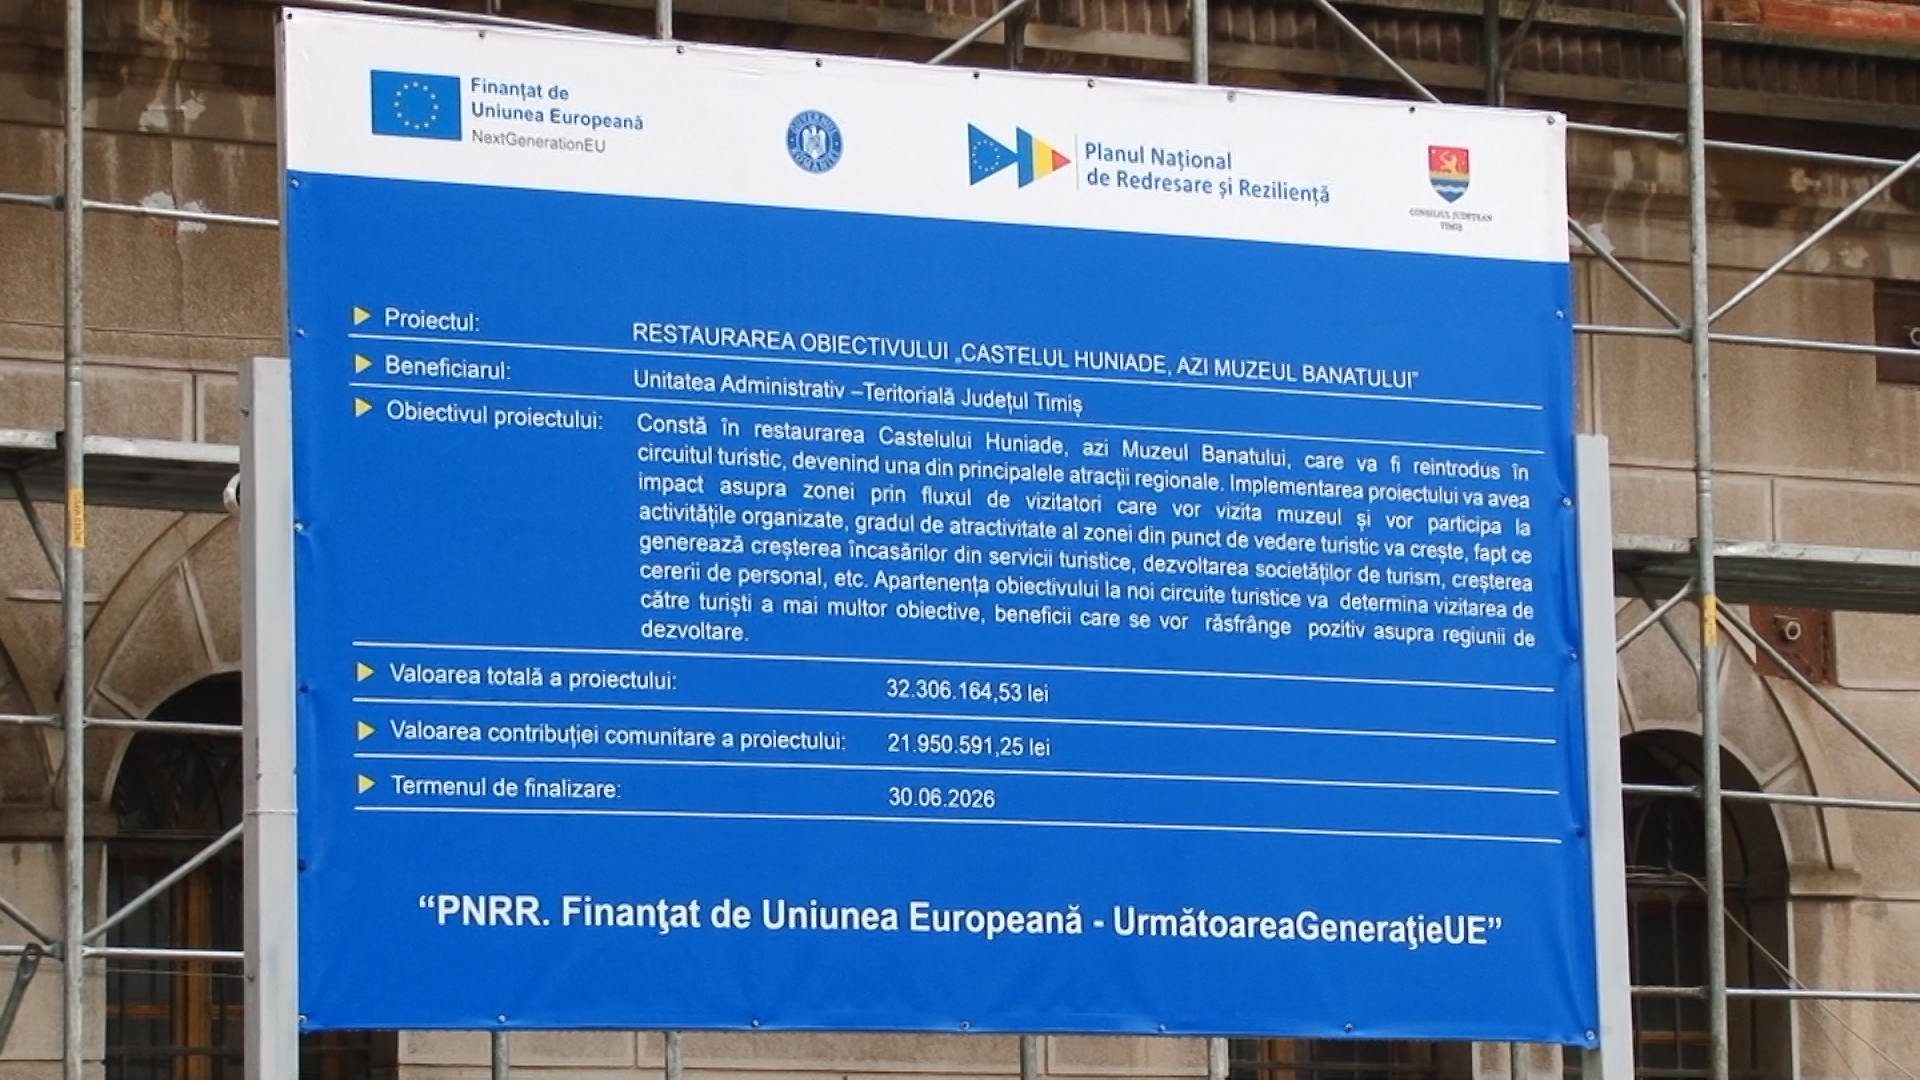 Finanțat de
Uniunea Europeană
NextGenerationEU
GUVERNUL ROMÂNIEI
Planul Național
de Redresare și Reziliență
CONSILIUL JUDEȚEAN
TIMIȘ
Proiectul: RESTAURAREA OBIECTIVULUI „CASTELUL HUNIADE, AZI MUZEUL BANATULUI”
Beneficiarul: Unitatea Administrativ –Teritorială Județul Timiș
Obiectivul proiectului: Constă în restaurarea Castelului Huniade, azi Muzeul Banatului, care va fi reintrodus în
circuitul turistic, devenind una din principalele atracții regionale. Implementarea proiectului va avea
impact asupra zonei prin fluxul de vizitatori care vor vizita muzeul și vor participa la
activitățile organizate, gradul de atractivitate al zonei din punct de vedere turistic va crește, fapt ce
generează creșterea încasărilor din servicii turistice, dezvoltarea societăților de turism, creșterea
cererii de personal, etc. Apartenența obiectivului la noi circuite turistice va determina vizitarea de
către turiști a mai multor obiective, beneficii care se vor răsfrânge pozitiv asupra regiunii de
dezvoltare.
Valoarea totală a proiectului: 32.306.164,53 lei
Valoarea contribuției comunitare a proiectului: 21.950.591,25 lei
Termenul de finalizare: 30.06.2026
“PNRR. Finanţat de Uniunea Europeană - UrmătoareaGeneraţieUE”